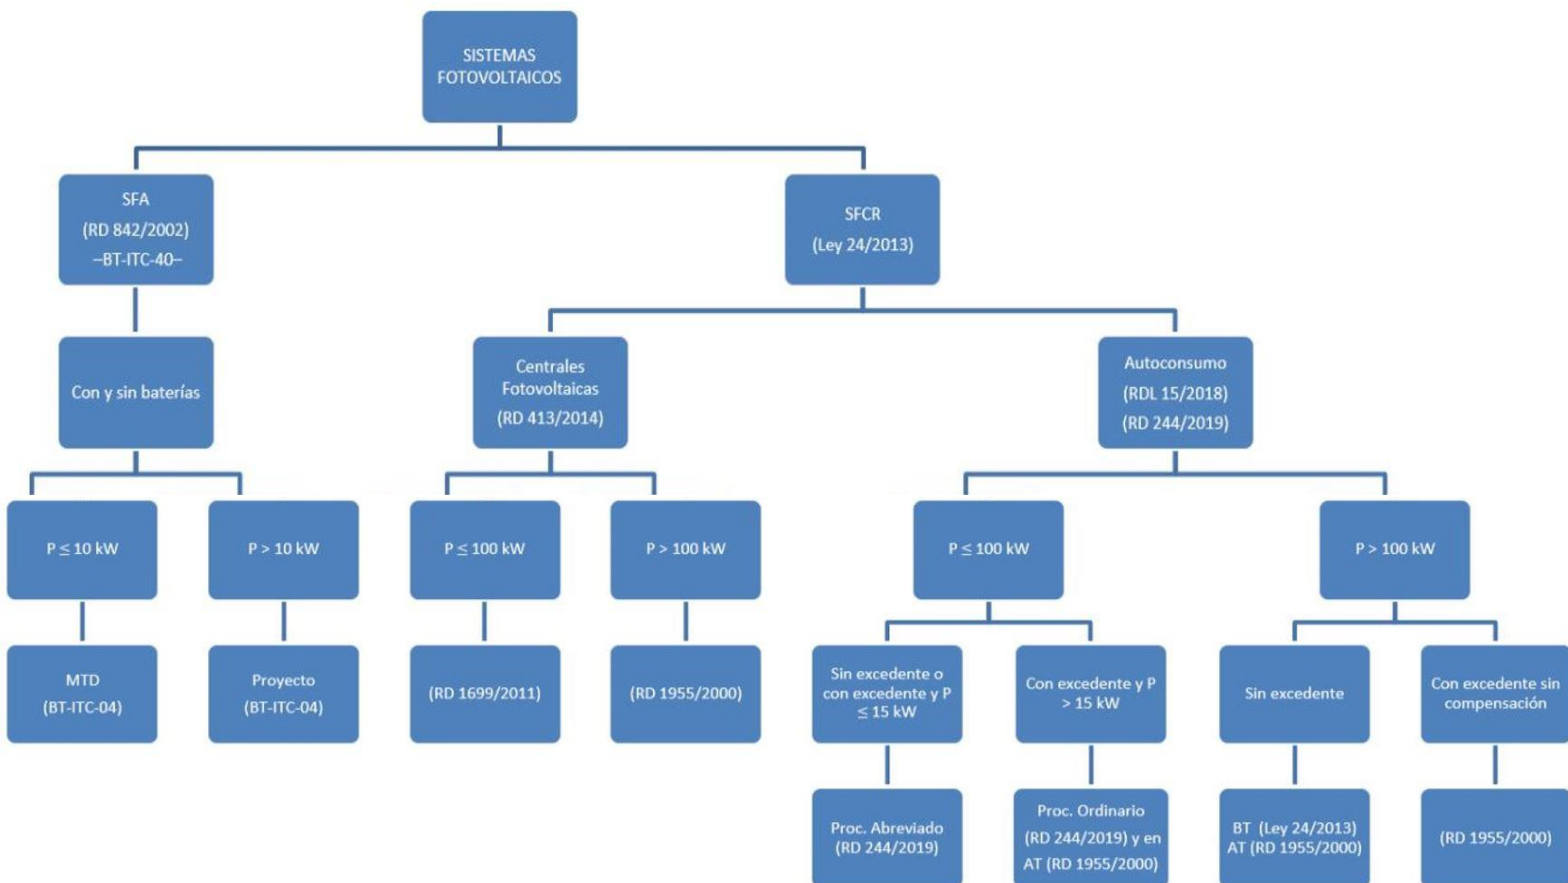 SISTEMAS
FOTOVOLTAICOS
SFA
(RD 842/2002)
–BT-ITC-40–
SFCR
(Ley 24/2013)
Con y sin baterías
Centrales
Fotovoltaicas
(RD 413/2014)
Autoconsumo
(RDL 15/2018)
(RD 244/2019)
P ≤ 10 kW
P > 10 kW
P ≤ 100 kW
P > 100 kW
P ≤ 100 kW
P > 100 kW
MTD
(BT-ITC-04)
Proyecto
(BT-ITC-04)
(RD 1699/2011)
(RD 1955/2000)
Sin excedente o
con excedente y P
≤ 15 kW
Con excedente y P
> 15 kW
Sin excedente
Con excedente sin
compensación
Proc. Abreviado
(RD 244/2019)
Proc. Ordinario
(RD 244/2019) y en
AT (RD 1955/2000)
BT (Ley 24/2013)
AT (RD 1955/2000)
(RD 1955/2000)